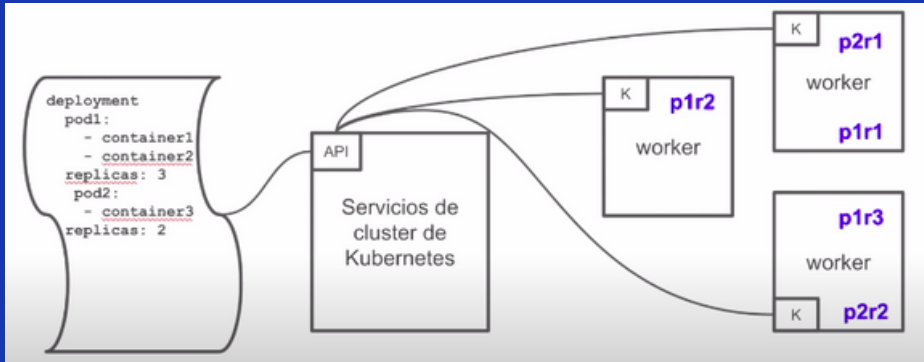 deployment
pod1:
- container1
- container2
replicas: 3
pod2:
- container3
replicas: 2
API
Servicios de
cluster de
Kubernetes
K
p1r2
worker
K
p2r1
worker
p1r1
p1r3
worker
K
p2r2